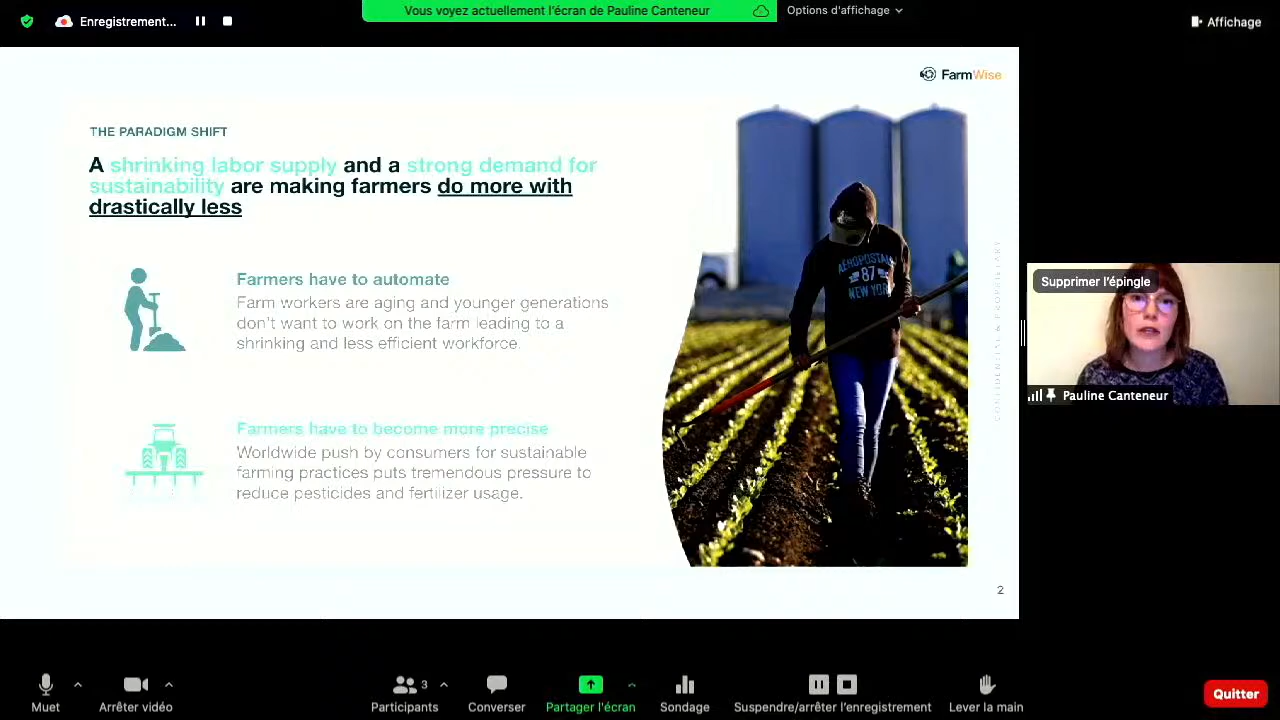 Enregistrement...
Vous voyez actuellement l'écran de Pauline Canteneur
Options d'affichage
Affichage
FarmWise
THE PARADIGM SHIFT
A shrinking labor supply and a strong demand for
sustainability are making farmers do more with
drastically less
Farmers have to automate
Farm workers are aging and younger generations
don't want to work on the farm leading to a
shrinking and less efficient workforce.
Farmers have to become more precise
Worldwide push by consumers for sustainable
farming practices puts tremendous pressure to
reduce pesticides and fertilizer usage.
AÉROPOSTALE
87
NEW YORK
CONFIDENTIAL & PROPRIETARY
2
Supprimer l'épingle
Pauline Canteneur
Muet
Arrêter vidéo
3
Participants
Converser
Partager l'écran
Sondage
Suspendre/arrêter l'enregistrement
Lever la main
Quitter